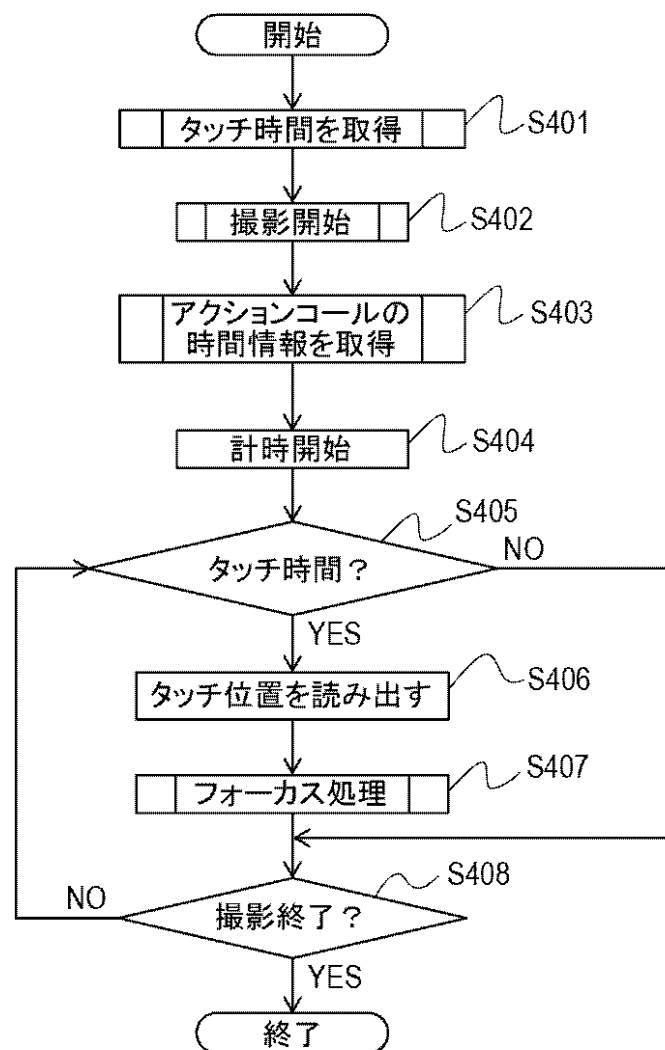 開始
タッチ時間を取得
S401
撮影開始
S402
アクションコールの
時間情報を取得
S403
計時開始
S404
S405
タッチ時間？
NO
YES
タッチ位置を読み出す
S406
フォーカス処理
S407
S408
NO
撮影終了？
YES
終了